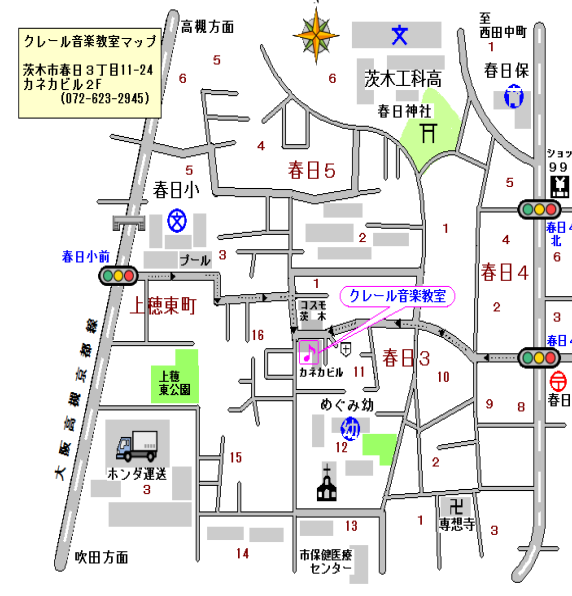 クレール音楽教室マップ
茨木市春日3丁目11-24
カネカビル2F
(072-623-2945)
高槻方面
至
西田中町
文
茨木工科高
春日保
春日神社
1
6
5
6
4
春日5
5
春日小
文
プール
3
2
1
5
ショッ
99
春日4
北
4
春日4
6
2
3
春日小前
上穂東町
1
コスモ
茨木
クレール音楽教室
16
カネカビル
11
春日3
10
春日4
〒
春日
9
8
大阪高槻京都線
上穂
東公園
めぐみ幼
幼
12
15
2
ホンダ運送
3
卍
専想寺
1
3
13
14
市保健医療
センター
吹田方面